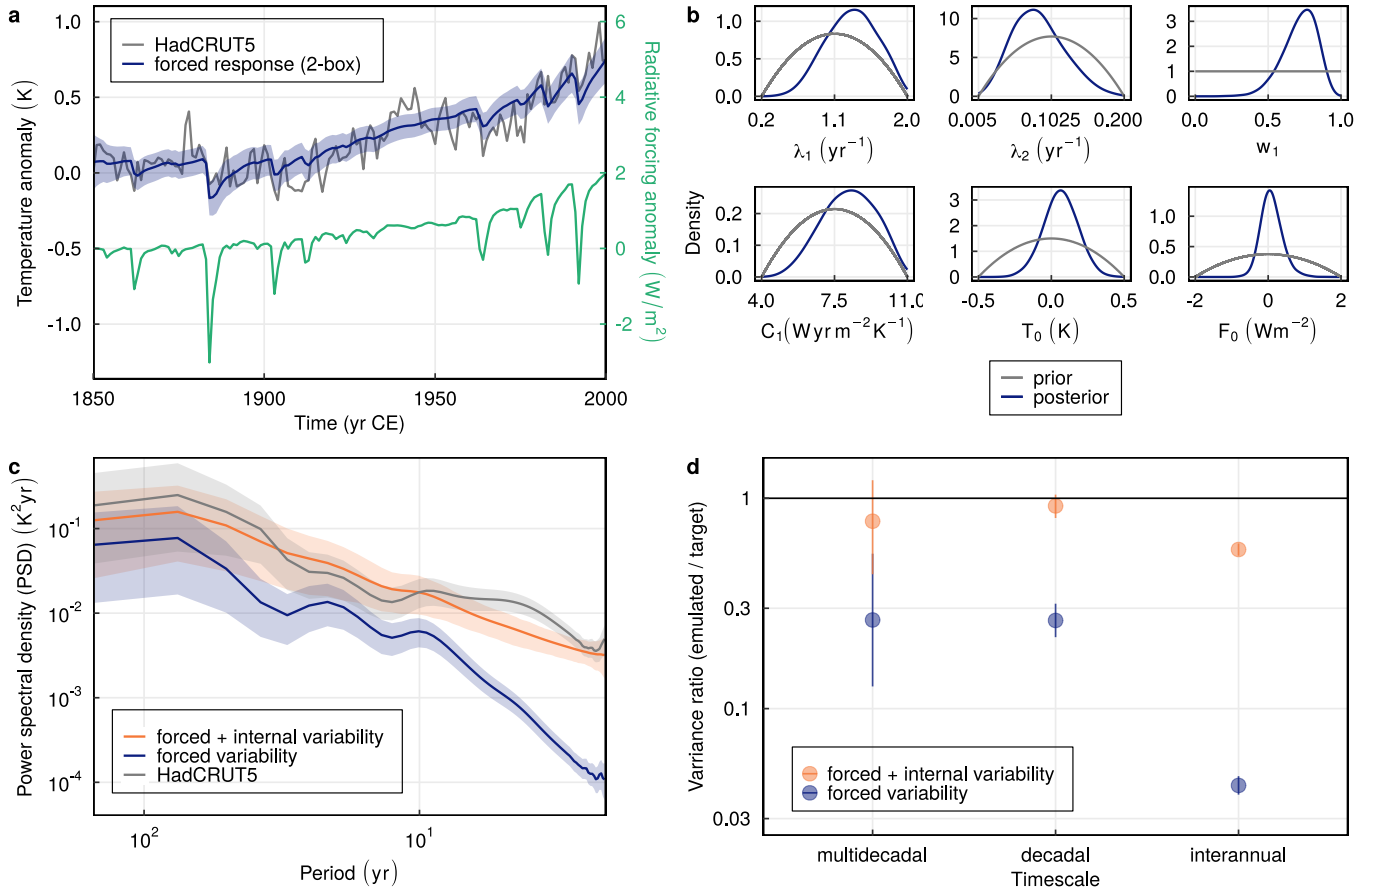 a
HadCRUT5
forced response (2-box)
Temperature anomaly (K)
1.0
0.5
0.0
-0.5
-1.0
6
4
2
0
-2
Radiative forcing anomaly (W/m²)
1850
1900
1950
2000
Time (yr CE)
b
Density
1.0
0.5
0.0
0.2
1.1
2.0
λ₁ (yr⁻¹)
10
5
0
0.005
0.1025
0.200
λ₂ (yr⁻¹)
3
2
1
0
0.0
0.5
1.0
w₁
0.2
0.1
0.0
4.0
7.5
11.0
C₁(W yr m⁻² K⁻¹)
3
2
1
0
-0.5
0.0
0.5
T₀ (K)
1.0
0.5
0.0
-2
0
2
F₀ (Wm⁻²)
prior
posterior
c
Power spectral density (PSD) (K²yr)
10⁻¹
10⁻²
10⁻³
10⁻⁴
forced + internal variability
forced variability
HadCRUT5
10²
10¹
Period (yr)
d
Varriance ratio (emulated / target)
1
0.3
0.1
0.03
forced + internal variability
forced variability
multidecadal
decadal
interannual
Timescale